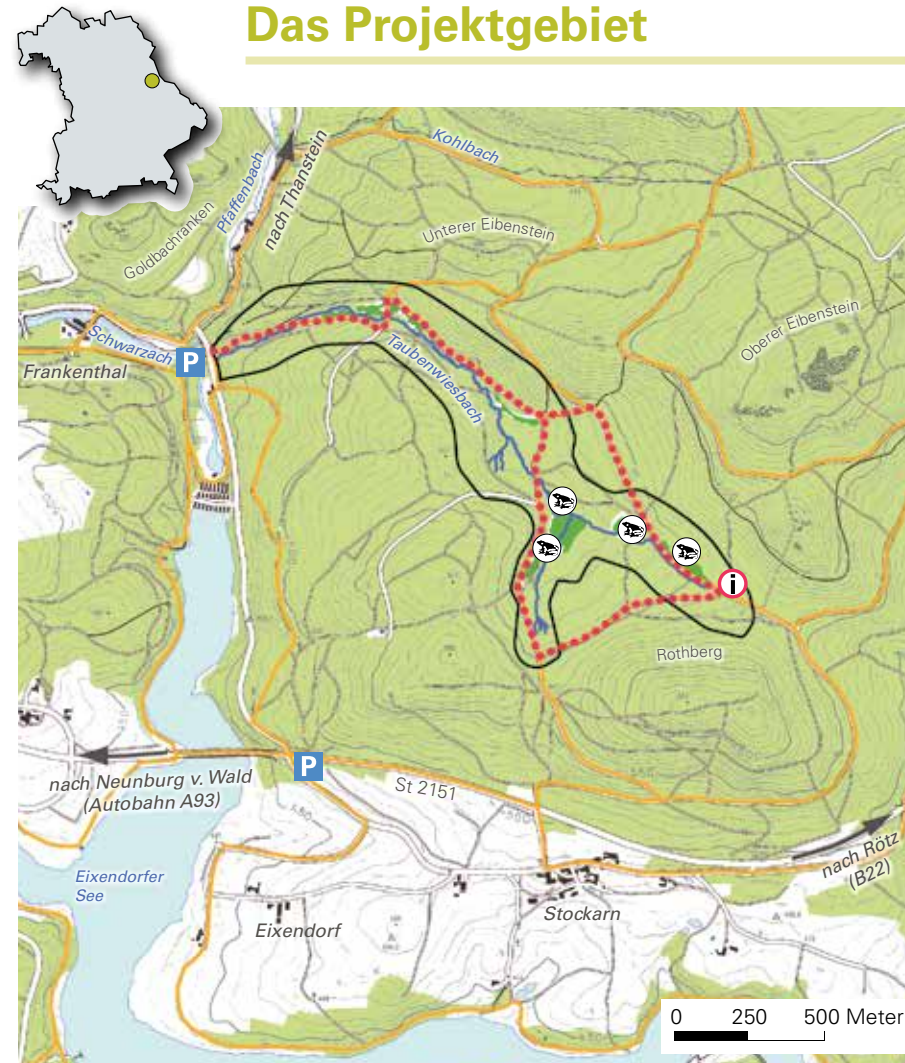 Das Projektgebiet
Kohlbach
Pfaffenbach
nach Thanstein
Goldbachranken
Unterer Eibenstein
Oberer Eibenstein
Schwarzach
P
Frankenthal
Taubenwiesbach
i
Rothberg
P
nach Neunburg v. Wald
(Autobahn A93)
St 2151
nach Rötz
(B22)
Eixendorfer
See
Eixendorf
Stockarn
0 250 500 Meter